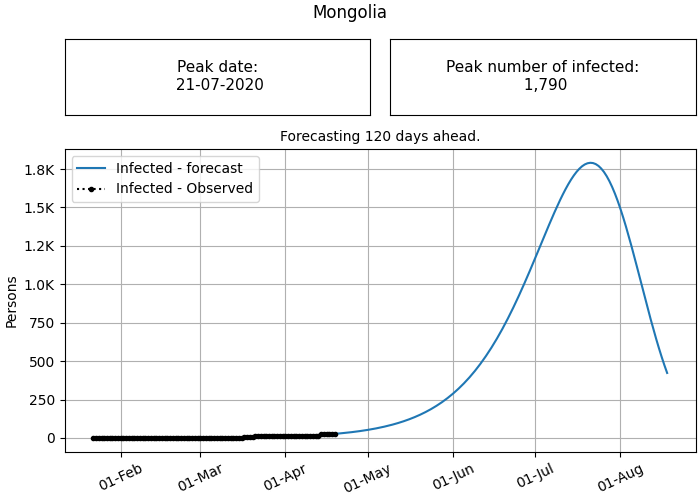 Mongolia
Peak date:
21-07-2020
Peak number of infected:
1,790
Forecasting 120 days ahead.
Infected - forecast
Infected - Observed
Persons
1.8K
1.5K
1.2K
1.0K
750
500
250
0
01-Feb
01-Mar
01-Apr
01-May
01-Jun
01-Jul
01-Aug